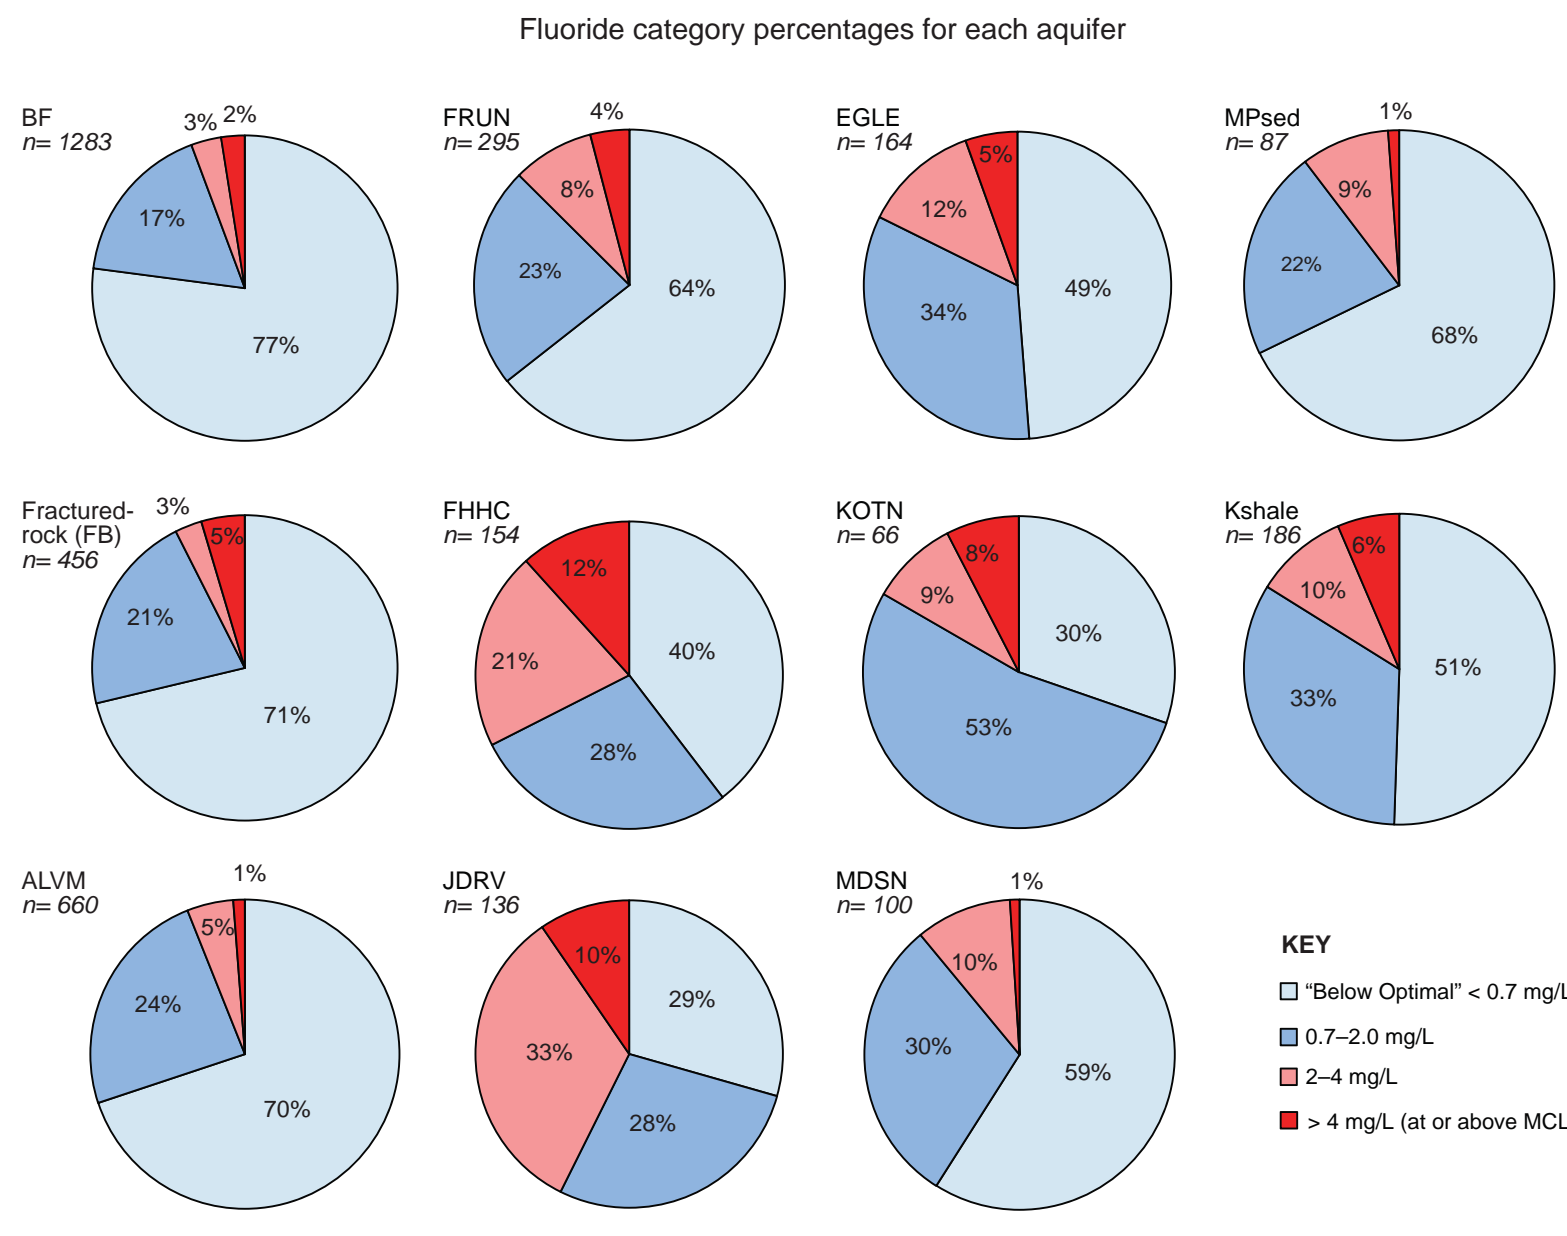 Fluoride category percentages for each aquifer
BF
n= 1283
3%
2%
17%
77%
FRUN
n= 295
4%
8%
23%
64%
EGLE
n= 164
5%
12%
34%
49%
MPsed
n= 87
1%
9%
22%
68%
Fractured-
rock (FB)
n= 456
3%
5%
21%
71%
FHHC
n= 154
12%
21%
40%
28%
KOTN
n= 66
8%
9%
30%
53%
Kshale
n= 186
6%
10%
33%
51%
ALVM
n= 660
1%
5%
24%
70%
JDRV
n= 136
10%
33%
29%
28%
MDSN
n= 100
1%
10%
30%
59%
KEY
“Below Optimal” < 0.7 mg/L
0.7–2.0 mg/L
2–4 mg/L
> 4 mg/L (at or above MCL